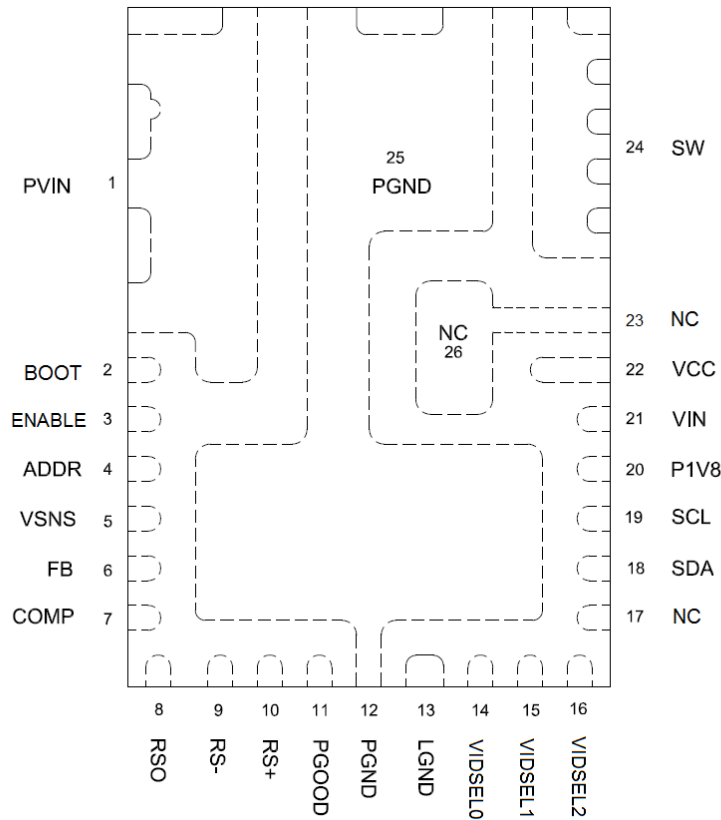 25
PGND
24 SW
PVIN 1
23 NC
NC
26
BOOT 2
22 VCC
ENABLE 3
21 VIN
ADDR 4
20 P1V8
VSNS 5
19 SCL
FB 6
18 SDA
COMP 7
17 NC
8 9 10 11 12 13 14 15 16
RSO
RS-
RS+
PGOOD
PGND
LGND
VIDSEL0
VIDSEL1
VIDSEL2